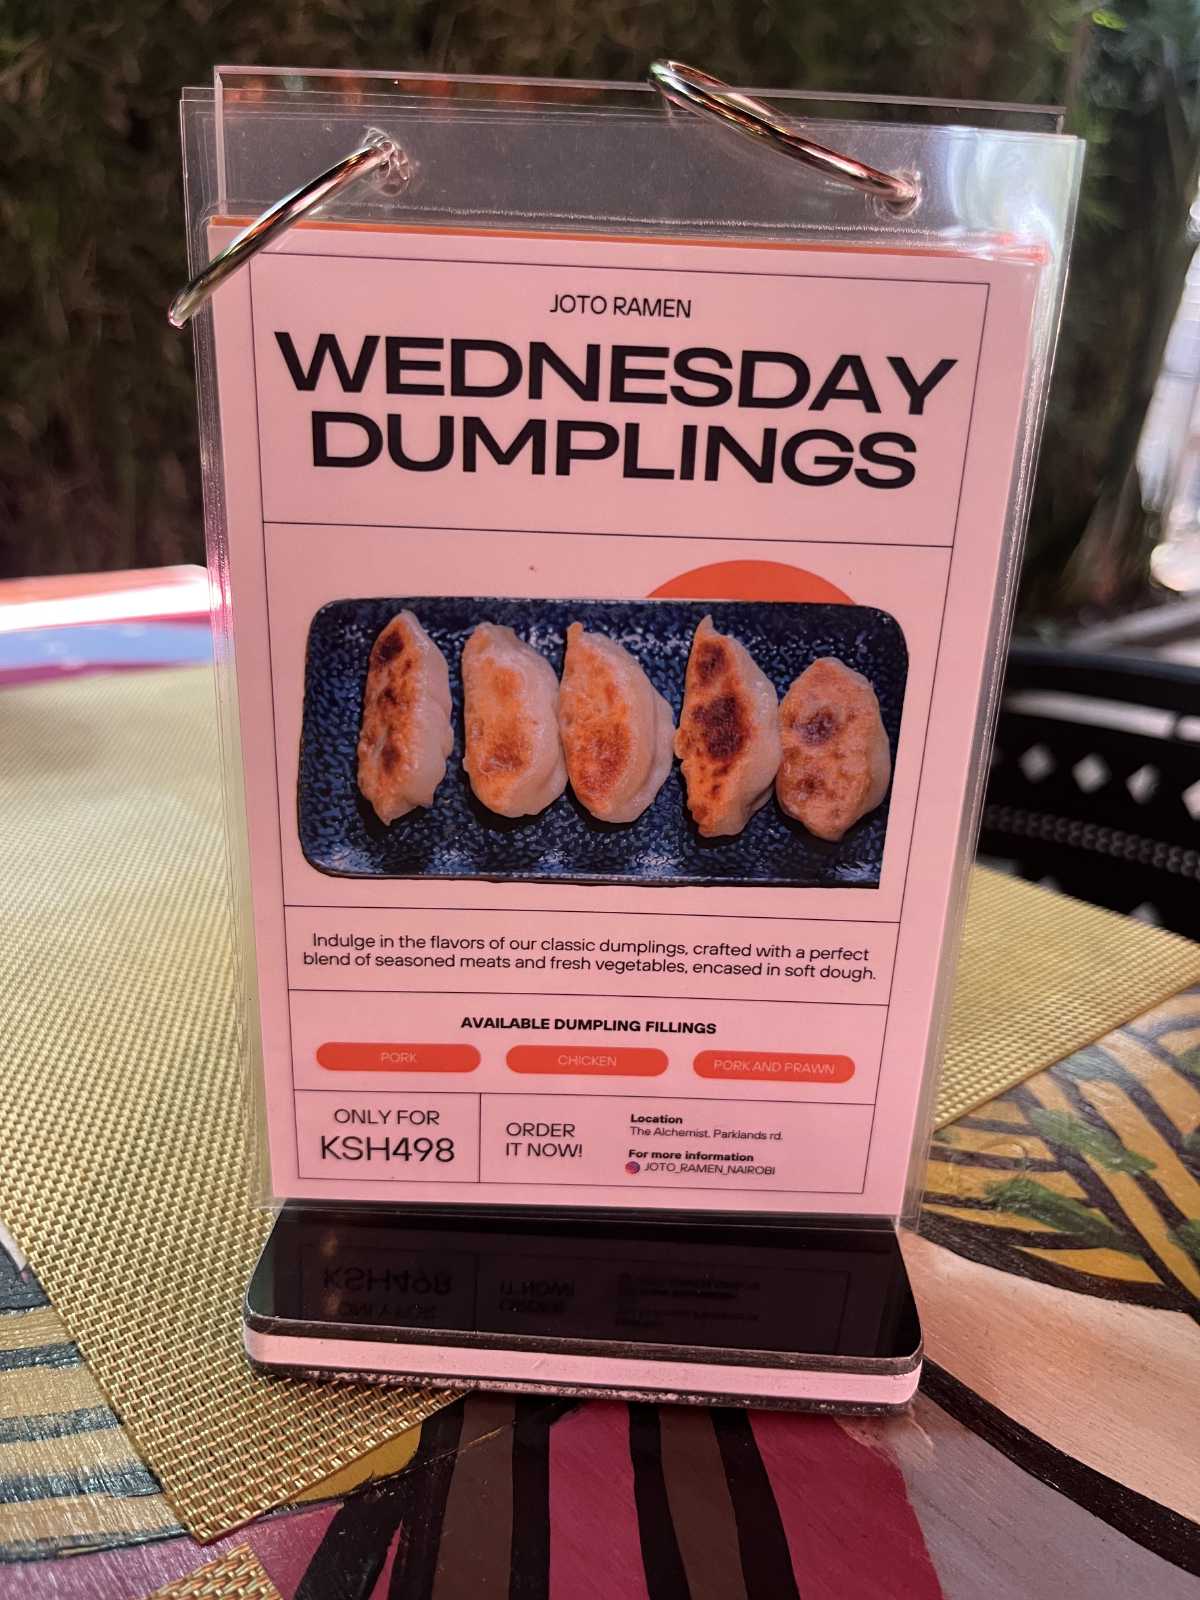 JOTO RAMEN
WEDNESDAY
DUMPLINGS
Indulge in the flavors of our classic dumplings, crafted with a perfect
blend of seasoned meats and fresh vegetables, encased in soft dough.
AVAILABLE DUMPLING FILLINGS
PORK
CHICKEN
PORK AND PRAWN
ONLY FOR
KSH498
ORDER
IT NOW!
Location
The Alchemist. Parklands rd.
For more information
JOTO_RAMEN_NAIROBI